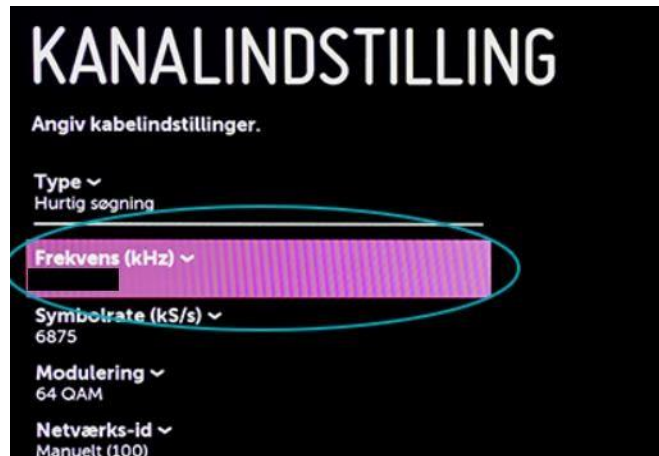 KANALINDSTILLING
Angiv kabelindstillinger.
Type
Hurtig søgning
Frekvens (kHz)
Symbolrate (kS/s)
6875
Modulering
64 QAM
Netværks-id
Manuelt (100)